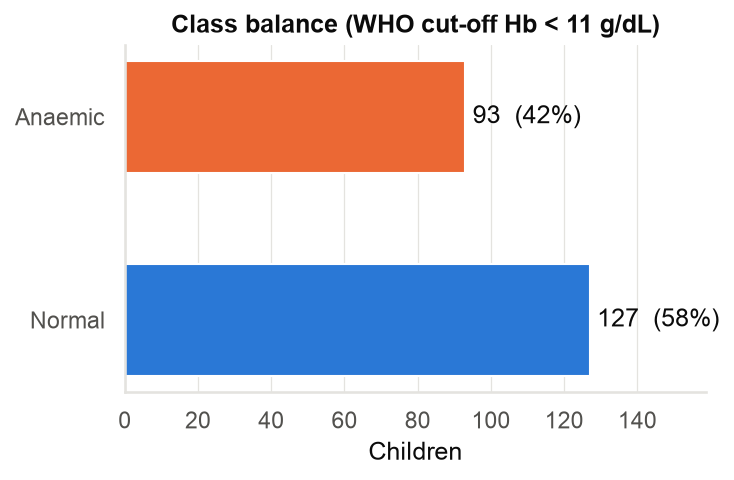 Class balance (WHO cut-off Hb < 11 g/dL)
Anaemic
93 (42%)
Normal
127 (58%)
0 20 40 60 80 100 120 140
Children